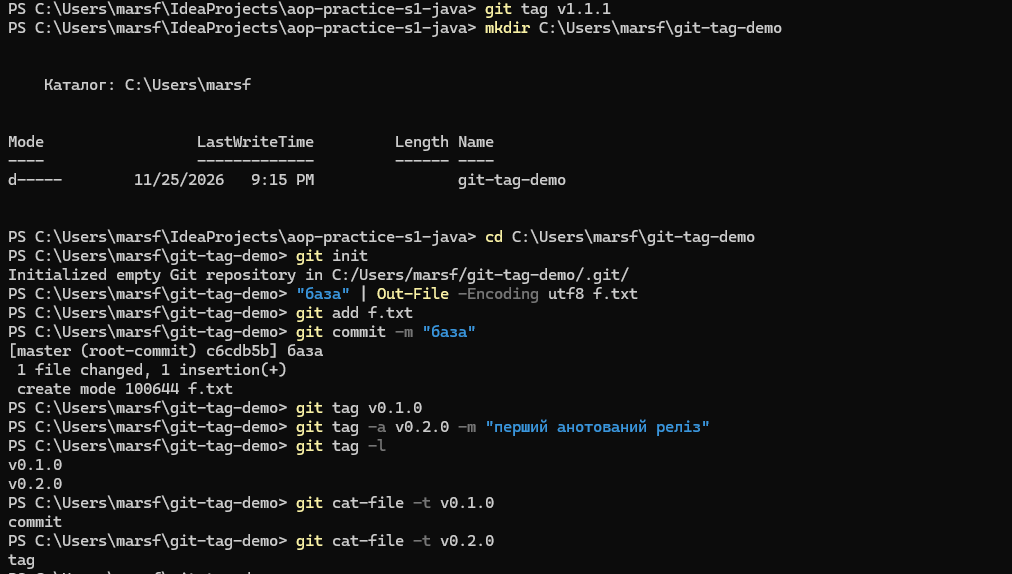 PS C:\Users\marsf\IdeaProjects\aop-practice-s1-java> git tag v1.1.1
PS C:\Users\marsf\IdeaProjects\aop-practice-s1-java> mkdir C:\Users\marsf\git-tag-demo
Каталог: C:\Users\marsf
Mode LastWriteTime Length Name
---- ------------- ------ ----
d----- 11/25/2026 9:15 PM git-tag-demo
PS C:\Users\marsf\IdeaProjects\aop-practice-s1-java> cd C:\Users\marsf\git-tag-demo
PS C:\Users\marsf\git-tag-demo> git init
Initialized empty Git repository in C:/Users/marsf/git-tag-demo/.git/
PS C:\Users\marsf\git-tag-demo> "база" | Out-File -Encoding utf8 f.txt
PS C:\Users\marsf\git-tag-demo> git add f.txt
PS C:\Users\marsf\git-tag-demo> git commit -m "база"
[master (root-commit) c6cdb5b] база
1 file changed, 1 insertion(+)
create mode 100644 f.txt
PS C:\Users\marsf\git-tag-demo> git tag v0.1.0
PS C:\Users\marsf\git-tag-demo> git tag -a v0.2.0 -m "перший анотований реліз"
PS C:\Users\marsf\git-tag-demo> git tag -l
v0.1.0
v0.2.0
PS C:\Users\marsf\git-tag-demo> git cat-file -t v0.1.0
commit
PS C:\Users\marsf\git-tag-demo> git cat-file -t v0.2.0
tag